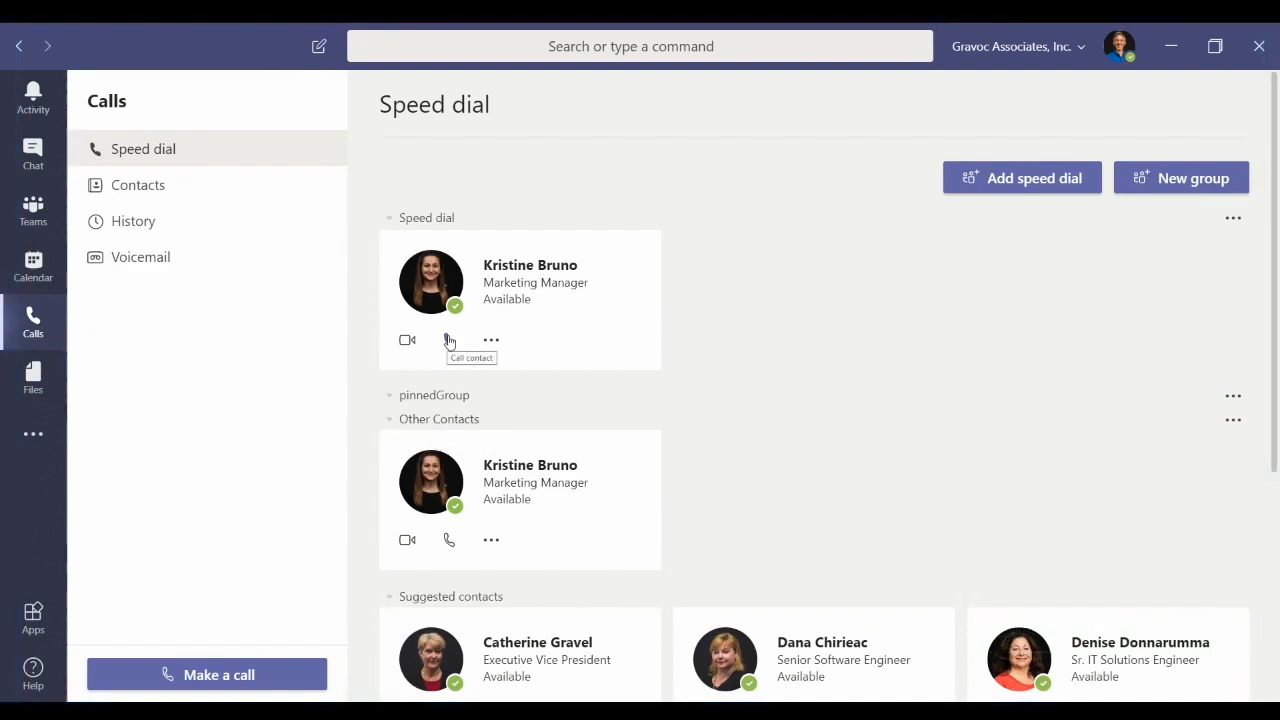 Search or type a command
Gravoc Associates, Inc.
Activity
Chat
Teams
Calendar
Calls
Files
Apps
Help
Calls
Speed dial
Contacts
History
Voicemail
Make a call
Speed dial
Add speed dial
New group
Speed dial
Kristine Bruno
Marketing Manager
Available
Call contact
pinnedGroup
Other Contacts
Kristine Bruno
Marketing Manager
Available
Suggested contacts
Catherine Gravel
Executive Vice President
Available
Dana Chirieac
Senior Software Engineer
Available
Denise Donnarumma
Sr. IT Solutions Engineer
Available